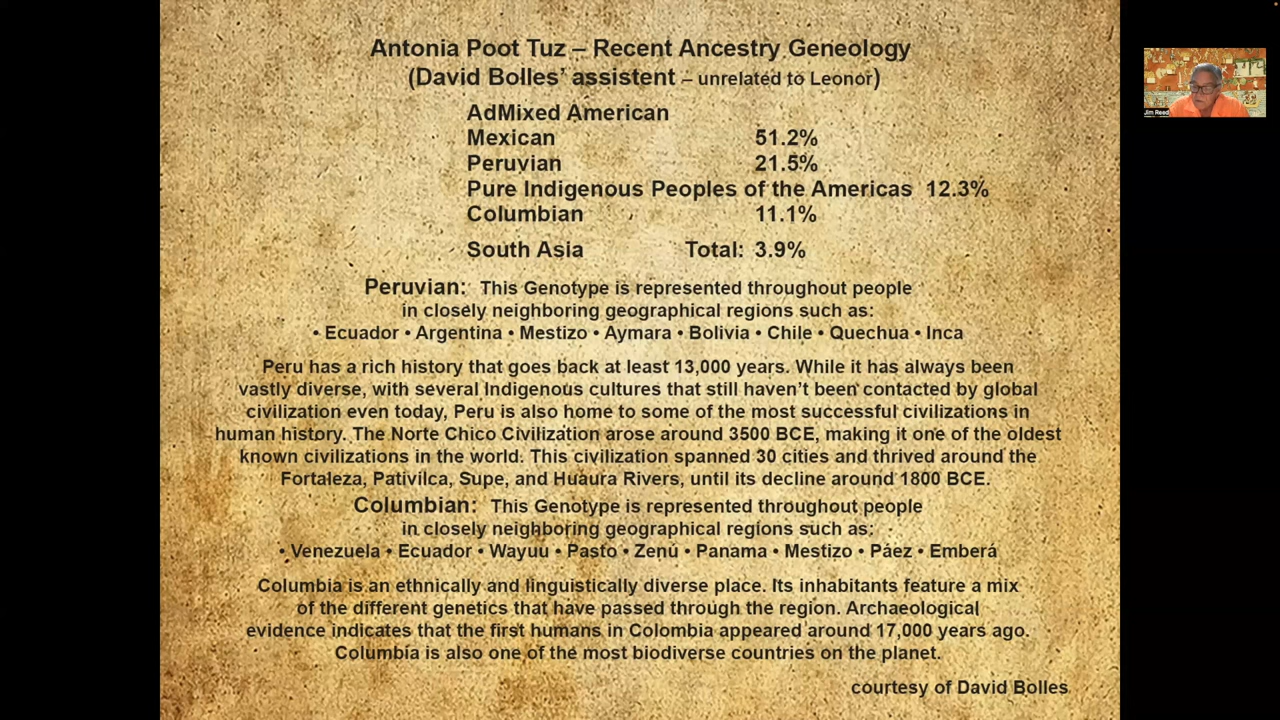 Antonia Poot Tuz – Recent Ancestry Geneology
(David Bolles’ assistent – unrelated to Leonor)
AdMixed American
Mexican 51.2%
Peruvian 21.5%
Pure Indigenous Peoples of the Americas 12.3%
Columbian 11.1%
South Asia Total: 3.9%
Peruvian: This Genotype is represented throughout people
in closely neighboring geographical regions such as:
• Ecuador • Argentina • Mestizo • Aymara • Bolivia • Chile • Quechua • Inca
Peru has a rich history that goes back at least 13,000 years. While it has always been
vastly diverse, with several Indigenous cultures that still haven’t been contacted by global
civilization even today, Peru is also home to some of the most successful civilizations in
human history. The Norte Chico Civilization arose around 3500 BCE, making it one of the oldest
known civilizations in the world. This civilization spanned 30 cities and thrived around the
Fortaleza, Pativilca, Supe, and Huaura Rivers, until its decline around 1800 BCE.
Columbian: This Genotype is represented throughout people
in closely neighboring geographical regions such as:
• Venezuela • Ecuador • Wayuu • Pasto • Zenú • Panama • Mestizo • Páez • Emberá
Columbia is an ethnically and linguistically diverse place. Its inhabitants feature a mix
of the different genetics that have passed through the region. Archaeological
evidence indicates that the first humans in Colombia appeared around 17,000 years ago.
Columbia is also one of the most biodiverse countries on the planet.
courtesy of David Bolles
Jim Reed